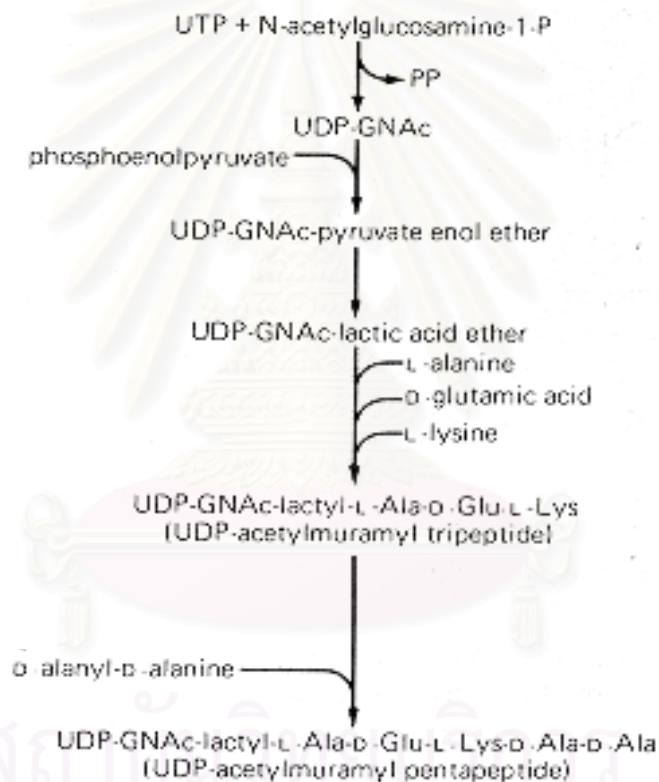 UTP + N-acetylglucosamine-1-P
PP
UDP-GNAc
phosphoenolpyruvate
UDP-GNAc-pyruvate enol ether
UDP-GNAc-lactic acid ether
L-alanine
D-glutamic acid
L-lysine
UDP-GNAc-lactyl-L-Ala-D-Glu-L-Lys
(UDP-acetylmuramyl tripeptide)
D-alanyl-D-alanine
UDP-GNAc-lactyl-L-Ala-D-Glu-L-Lys-D-Ala-D-Ala
(UDP-acetylmuramyl pentapeptide)